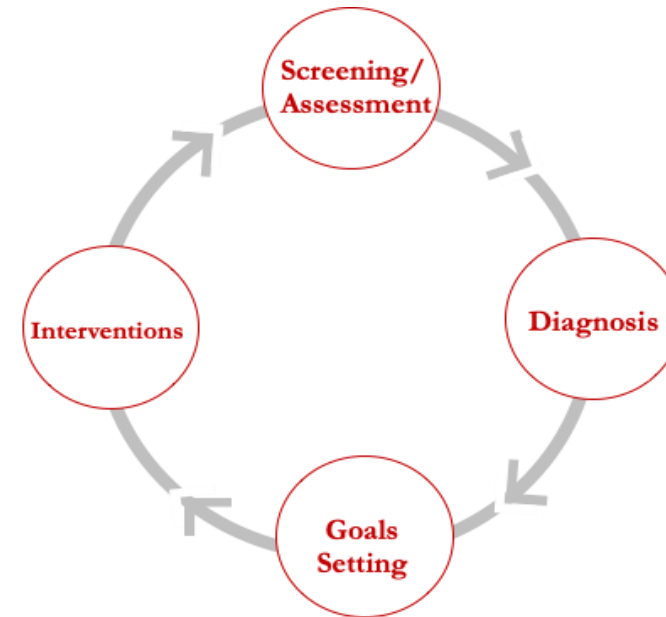 Screening/
Assessment
Diagnosis
Goals
Setting
Interventions